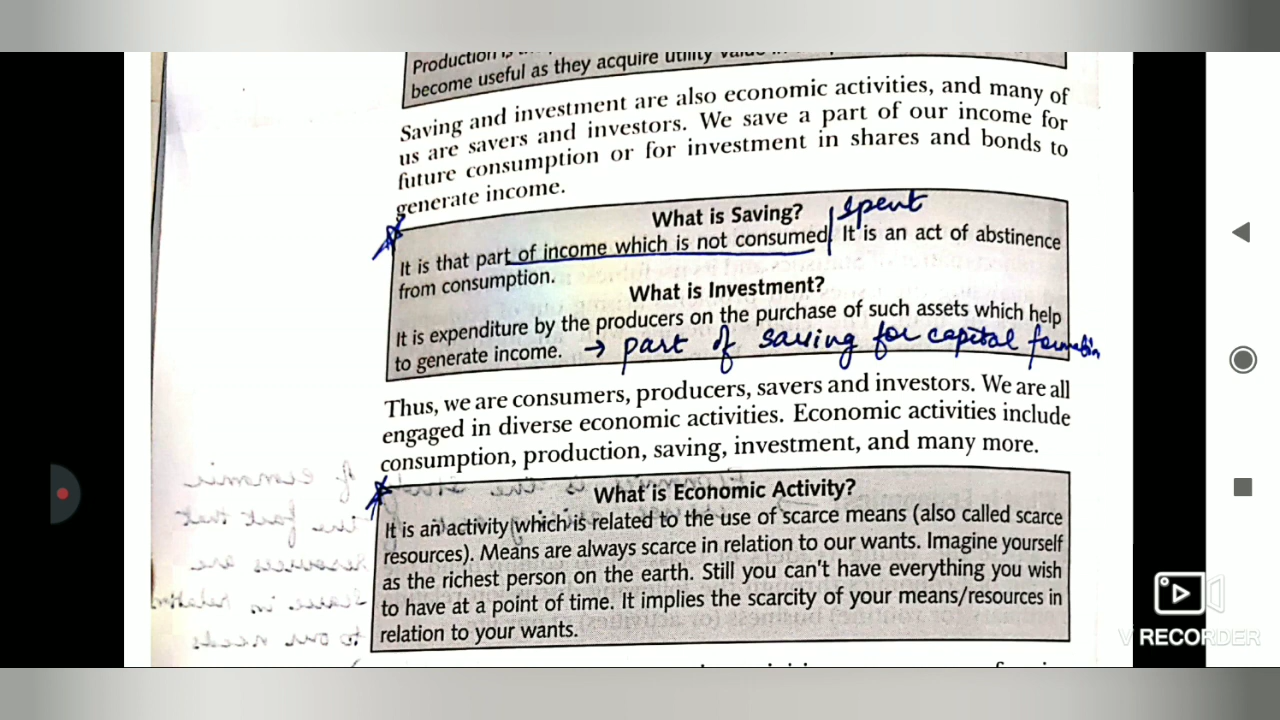 Production is
become useful as they acquire utility value
Saving and investment are also economic activities, and many of
us are savers and investors. We save a part of our income for
future consumption or for investment in shares and bonds to
generate income.
What is Saving?
spent
It is that part of income which is not consumed. It is an act of abstinence
from consumption.
What is Investment?
It is expenditure by the producers on the purchase of such assets which help
to generate income. → part of saving for capital formation
Thus, we are consumers, producers, savers and investors. We are all
engaged in diverse economic activities. Economic activities include
consumption, production, saving, investment, and many more.
What is Economic Activity?
It is an activity which is related to the use of scarce means (also called scarce
resources). Means are always scarce in relation to our wants. Imagine yourself
as the richest person on the earth. Still you can't have everything you wish
to have at a point of time. It implies the scarcity of your means/resources in
relation to your wants.
V RECORDER